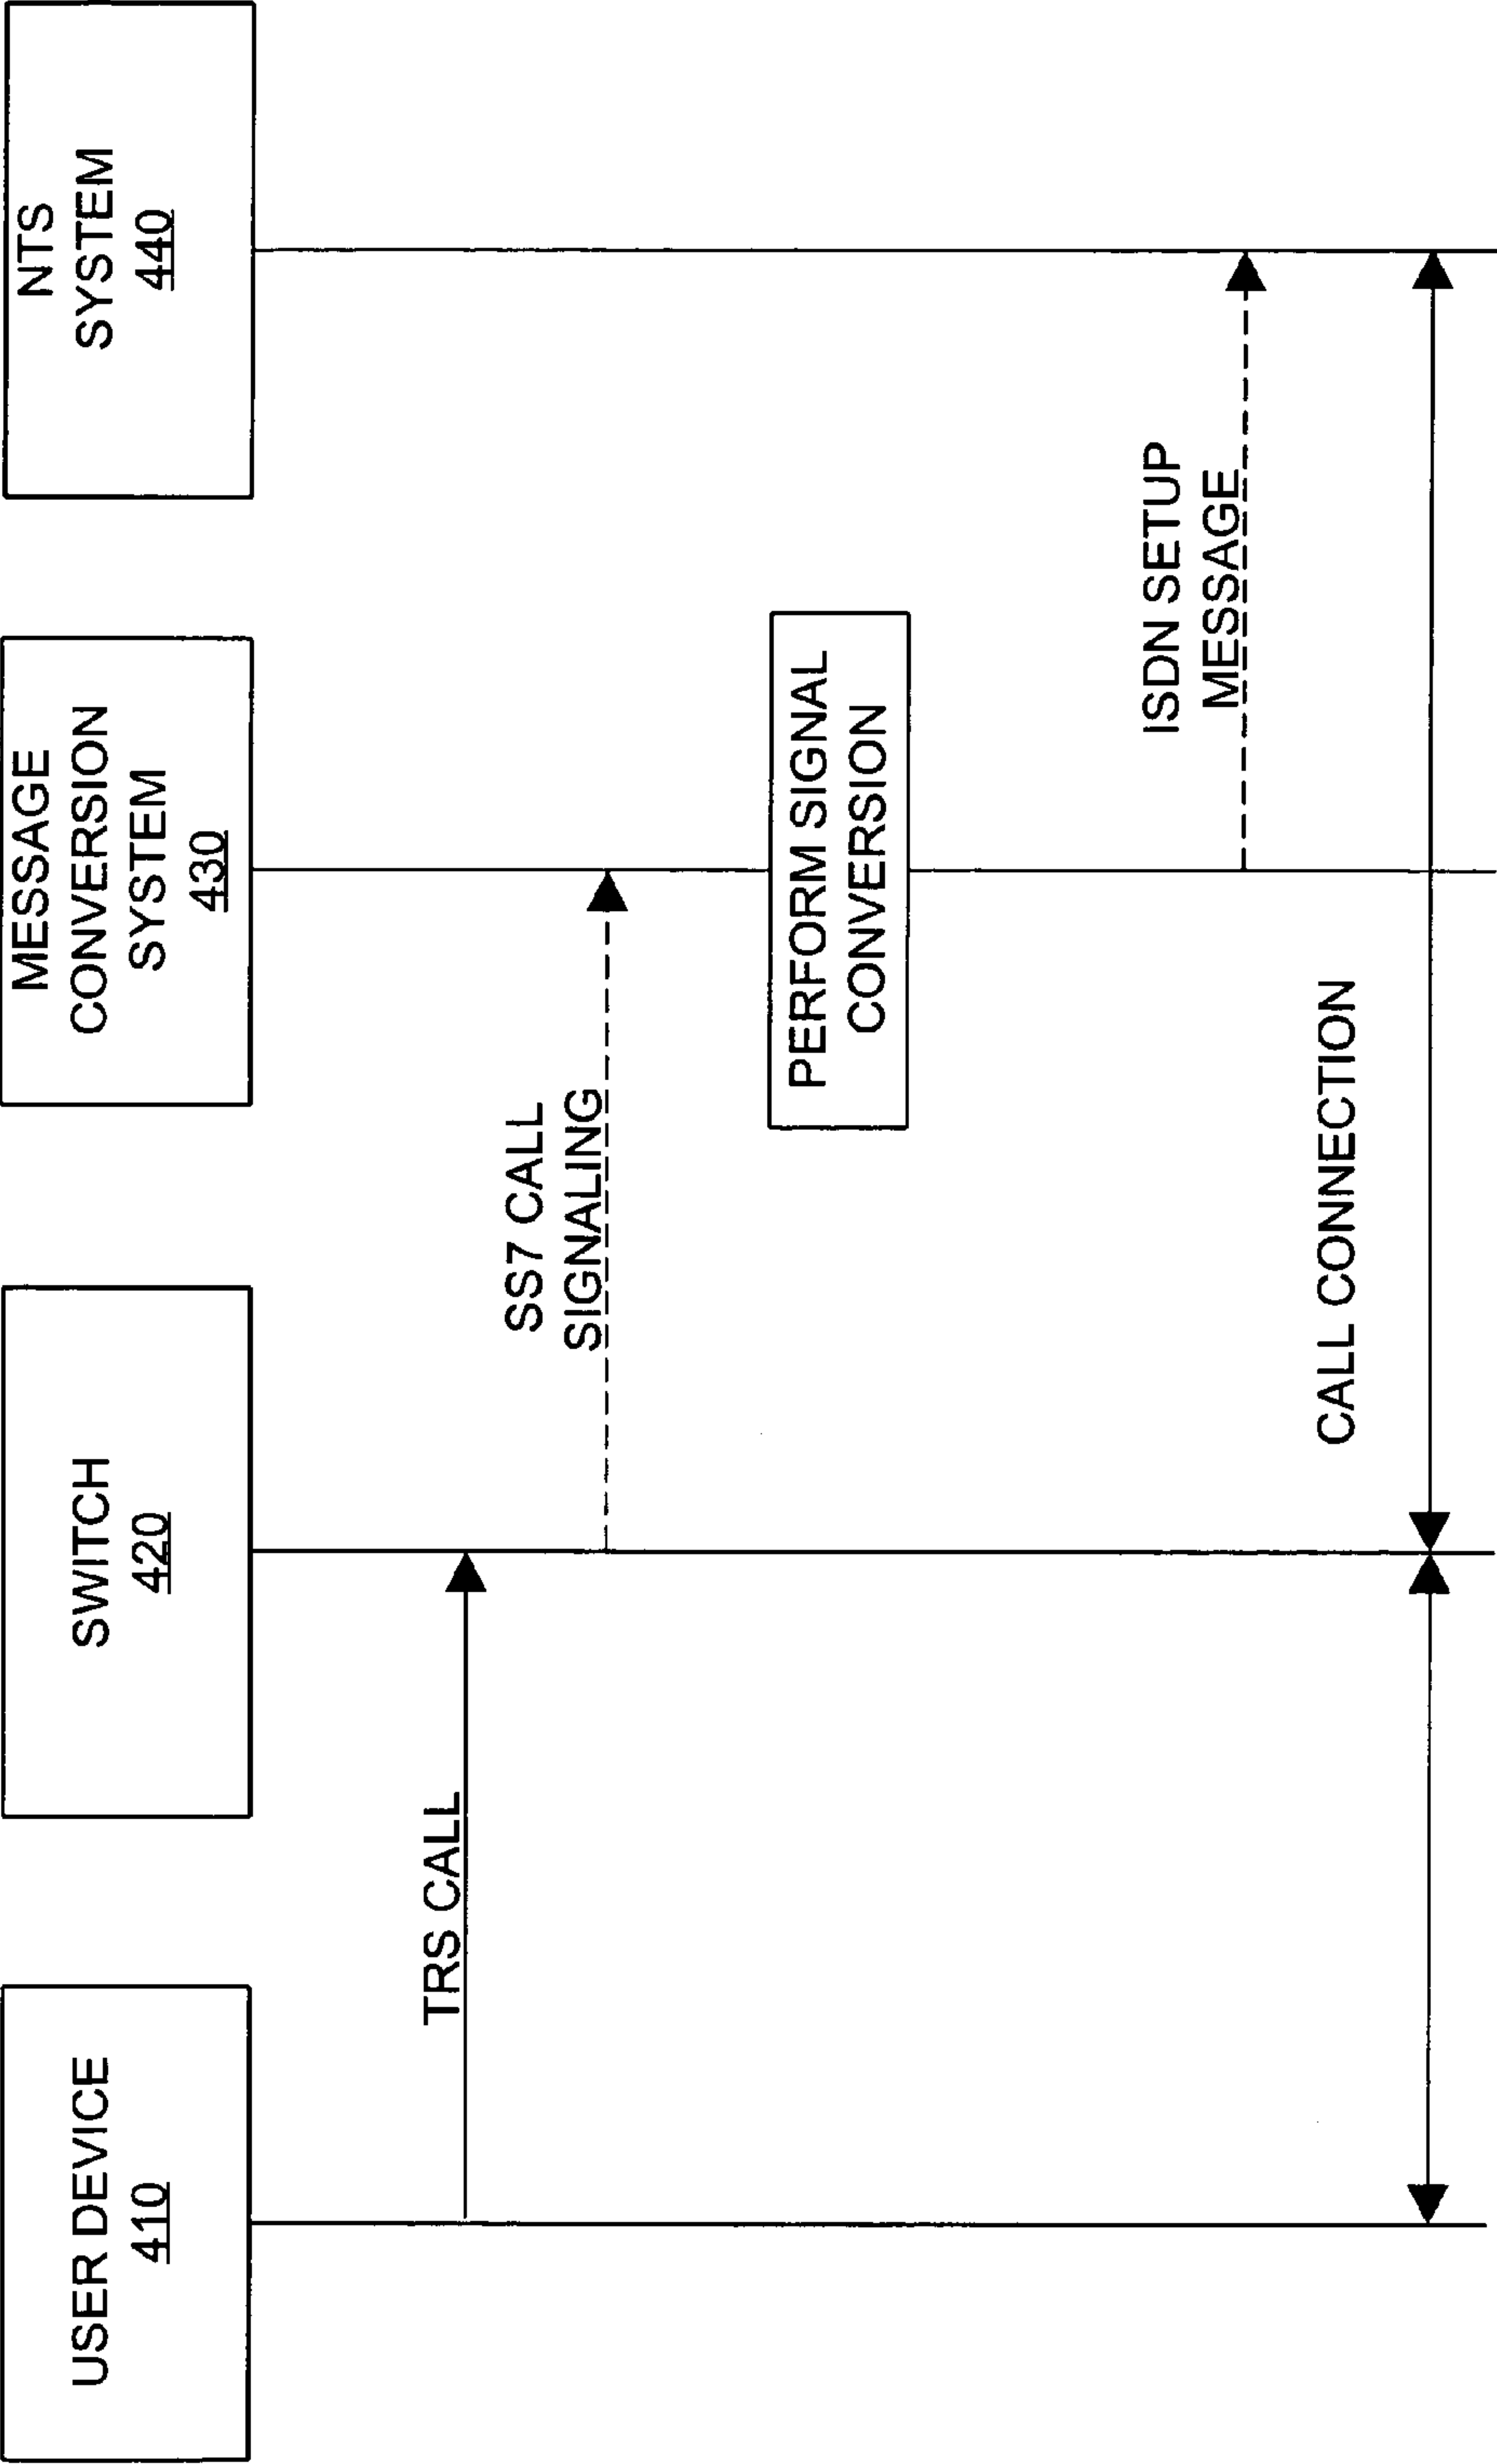 USER DEVICE
410
SWITCH
420
MESSAGE
CONVERSION
SYSTEM
430
NTS
SYSTEM
440
TRS CALL
SS7 CALL
SIGNALING
PERFORM SIGNAL
CONVERSION
ISDN SETUP
MESSAGE
CALL CONNECTION